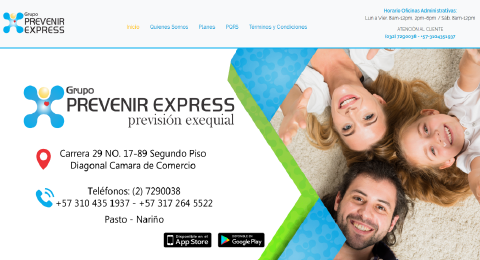 Grupo
PREVENIR
EXPRESS
Inicio Quienes Somos Planes PQRS Terminos y Condiciones
Horario Oficinas Administrativas:
Lun a Vier. 8am-12pm, 2pm-6pm / Sab. 8am-12pm
ATENCION AL CLIENTE
(032) 7290038 - +57-3104351937
Grupo
PREVENIR EXPRESS
previsión exequial
Carrera 29 NO. 17-89 Segundo Piso
Diagonal Camara de Comercio
Teléfonos: (2) 7290038
+57 310 435 1937 - +57 317 264 5522
Pasto - Nariño
Disponible en el
App Store
DISPONIBLE EN
Google Play